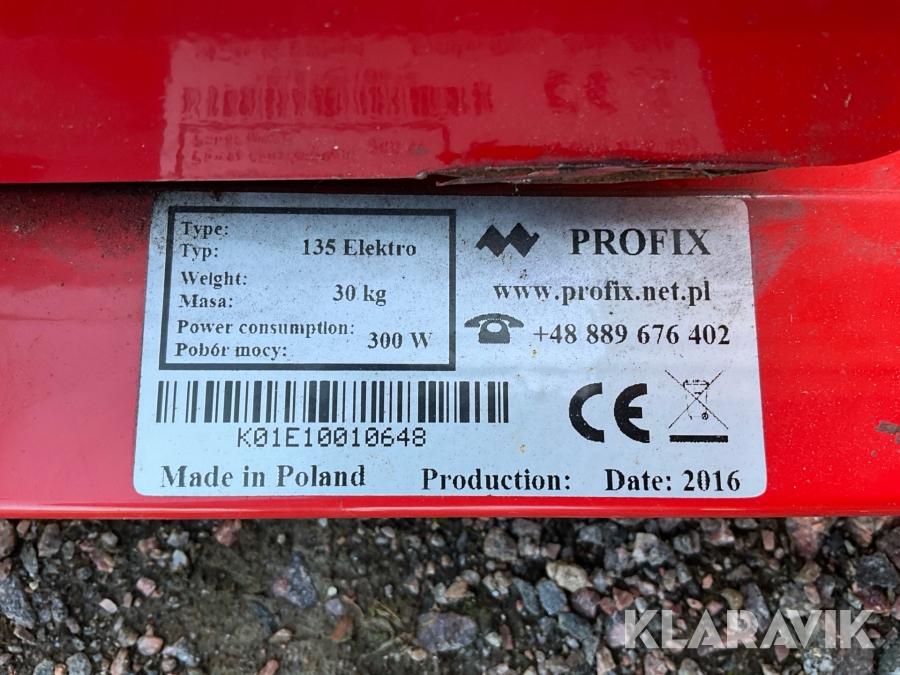 Type:
Typ: 135 Elektro
Weight:
Masa: 30 kg
Power consumption:
Pobór mocy: 300 W
PROFIX
www.profix.net.pl
+48 889 676 402
K01E10010648
CE
Made in Poland Production: Date: 2016
KLARAVIK